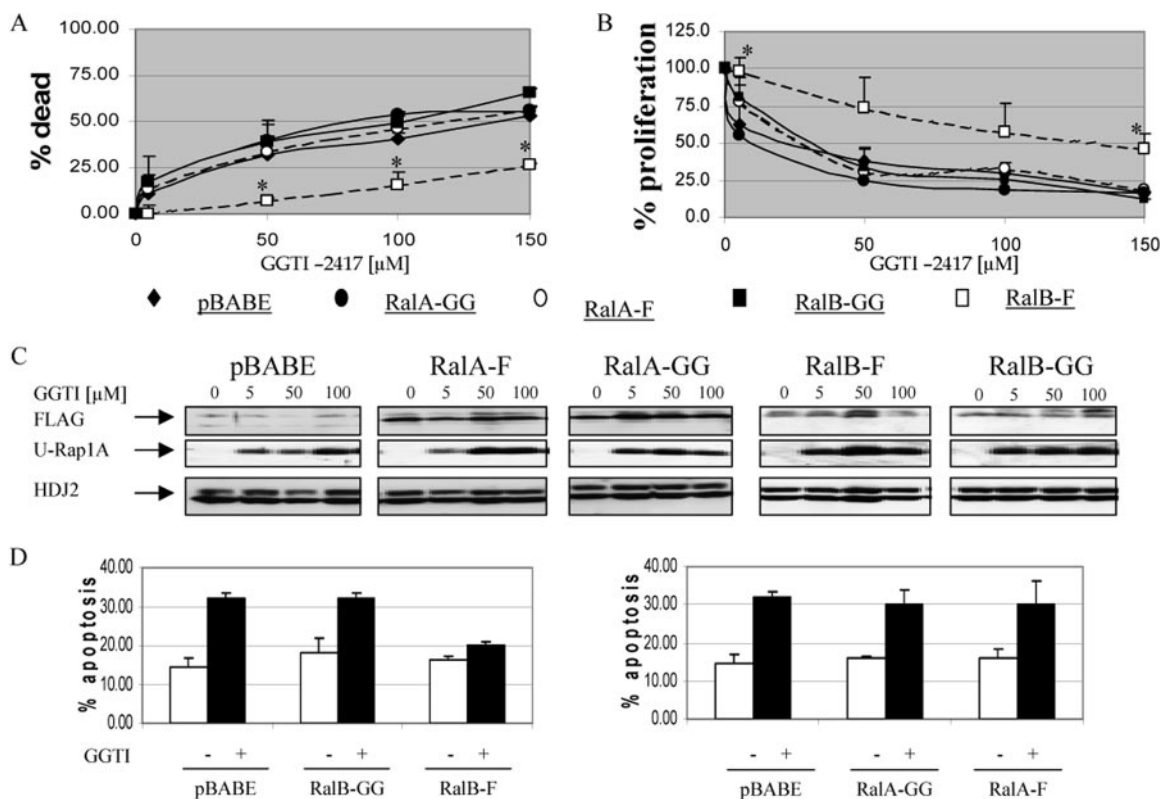 A
100.00
75.00
50.00
25.00
0.00
% dead
0 50 100 150
GGTI –2417 [µM]
* * *
B
125.0
100.0
75.0
50.0
25.0
0.0
% proliferation
0 50 100 150
GGTI –2417 [µM]
* *
pBABE RalA-GG RalA-F RalB-GG RalB-F
C
pBABE RalA-F RalA-GG RalB-F RalB-GG
GGTI [µM] 0 5 50 100 0 5 50 100 0 5 50 100 0 5 50 100 0 5 50 100
FLAG
U-Rap1A
HDJ2
D
40.00
30.00
20.00
10.00
0.00
% apoptosis
GGTI - + - + - +
pBABE RalB-GG RalB-F
40.00
30.00
20.00
10.00
0.00
% apoptosis
- + - + - +
pBABE RalA-GG RalA-F